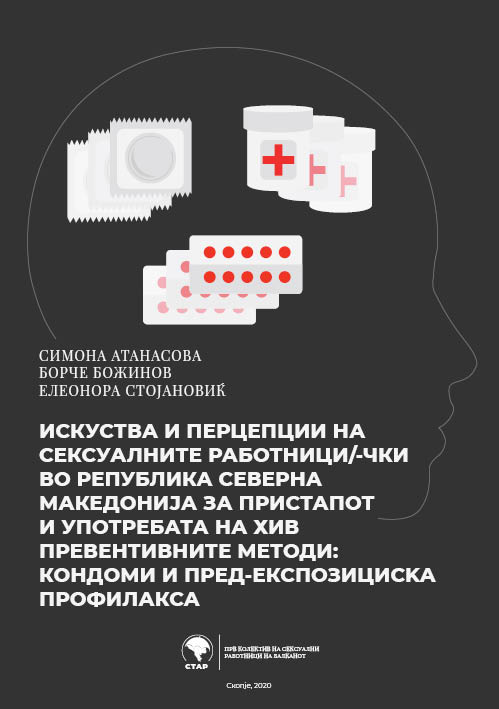 СИМОНА АТАНАСОВА
БОРЧЕ БОЖИНОВ
ЕЛЕОНОРА СТОЈАНОВИЌ
ИСКУСТВА И ПЕРЦЕПЦИИ НА
СЕКСУАЛНИТЕ РАБОТНИЦИ/-ЧКИ
ВО РЕПУБЛИКА СЕВЕРНА
МАКЕДОНИЈА ЗА ПРИСТАПОТ
И УПОТРЕБАТА НА ХИВ
ПРЕВЕНТИВНИТЕ МЕТОДИ:
КОНДОМИ И ПРЕД-ЕКСПОЗИЦИСКА
ПРОФИЛАКСА
СТАР
ПРВ КОЛЕКТИВ НА СЕКСУАЛНИ
РАБОТНИЦИ НА БАЛКАНОТ
Скопје, 2020